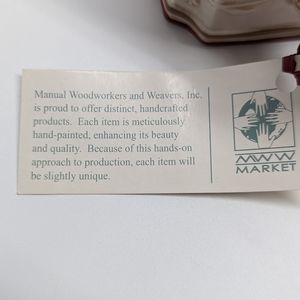 Manual Woodworkers and Weavers, Inc.
is proud to offer distinct, handcrafted
products. Each item is meticulously
hand-painted, enhancing its beauty
and quality. Because of this hands-on
approach to production, each item will
be slightly unique.
MWW
MARKET